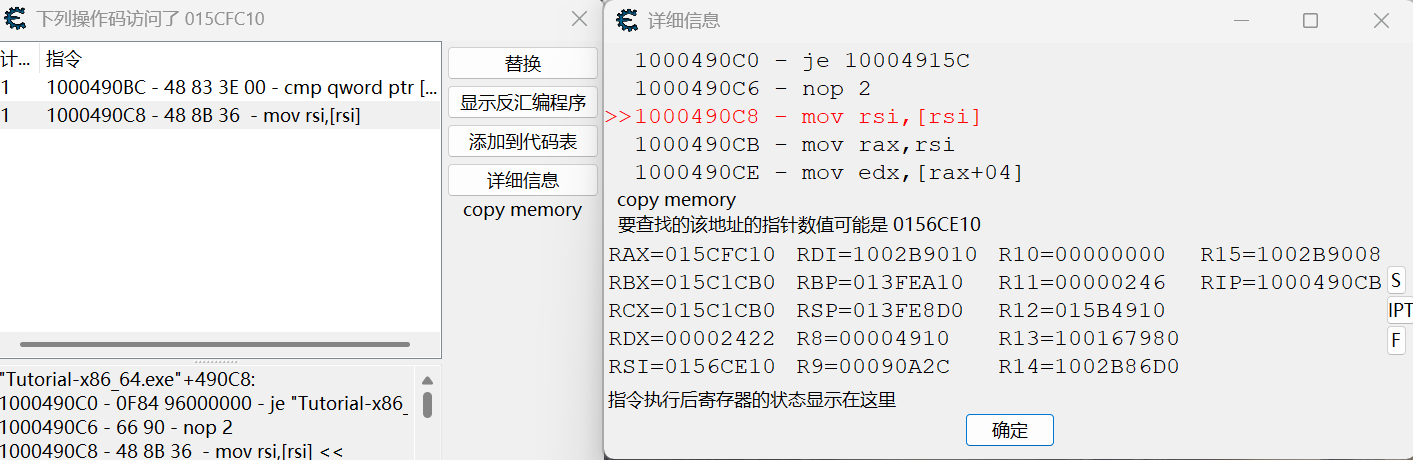 下列操作码访问了 015CFC10
计... 指令
1 1000490BC - 48 83 3E 00 - cmp qword ptr [...
1 1000490C8 - 48 8B 36  - mov rsi,[rsi]
替换
显示反汇编程序
添加到代码表
详细信息
copy memory
"Tutorial-x86_64.exe"+490C8:
1000490C0 - 0F84 96000000 - je "Tutorial-x86_
1000490C6 - 66 90 - nop 2
1000490C8 - 48 8B 36  - mov rsi,[rsi] <<
详细信息
1000490C0 - je 10004915C
1000490C6 - nop 2
>>1000490C8 - mov rsi,[rsi]
1000490CB - mov rax,rsi
1000490CE - mov edx,[rax+04]
copy memory
要查找的该地址的指针数值可能是 0156CE10
RAX=015CFC10 RDI=1002B9010 R10=00000000 R15=1002B9008
RBX=015C1CB0 RBP=013FEA10 R11=00000246 RIP=1000490CB
RCX=015C1CB0 RSP=013FE8D0 R12=015B4910
RDX=00002422 R8=00004910 R13=100167980
RSI=0156CE10 R9=00090A2C R14=1002B86D0
S
IPT
F
指令执行后寄存器的状态显示在这里
确定